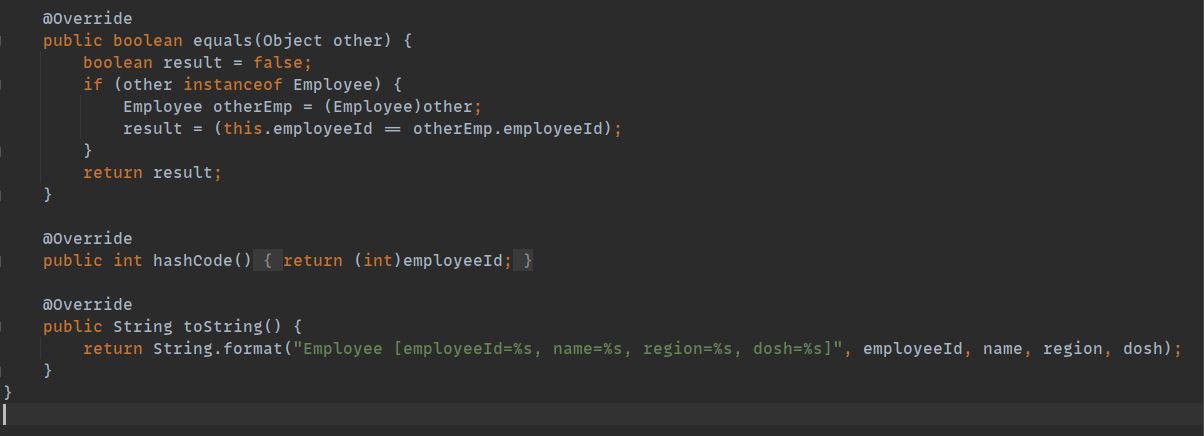 @Override
public boolean equals(Object other) {
boolean result = false;
if (other instanceof Employee) {
Employee otherEmp = (Employee)other;
result = (this.employeeId == otherEmp.employeeId);
}
return result;
}
@Override
public int hashCode() { return (int)employeeId; }
@Override
public String toString() {
return String.format("Employee [employeeId=%s, name=%s, region=%s, dosh=%s]", employeeId, name, region, dosh);
}
}